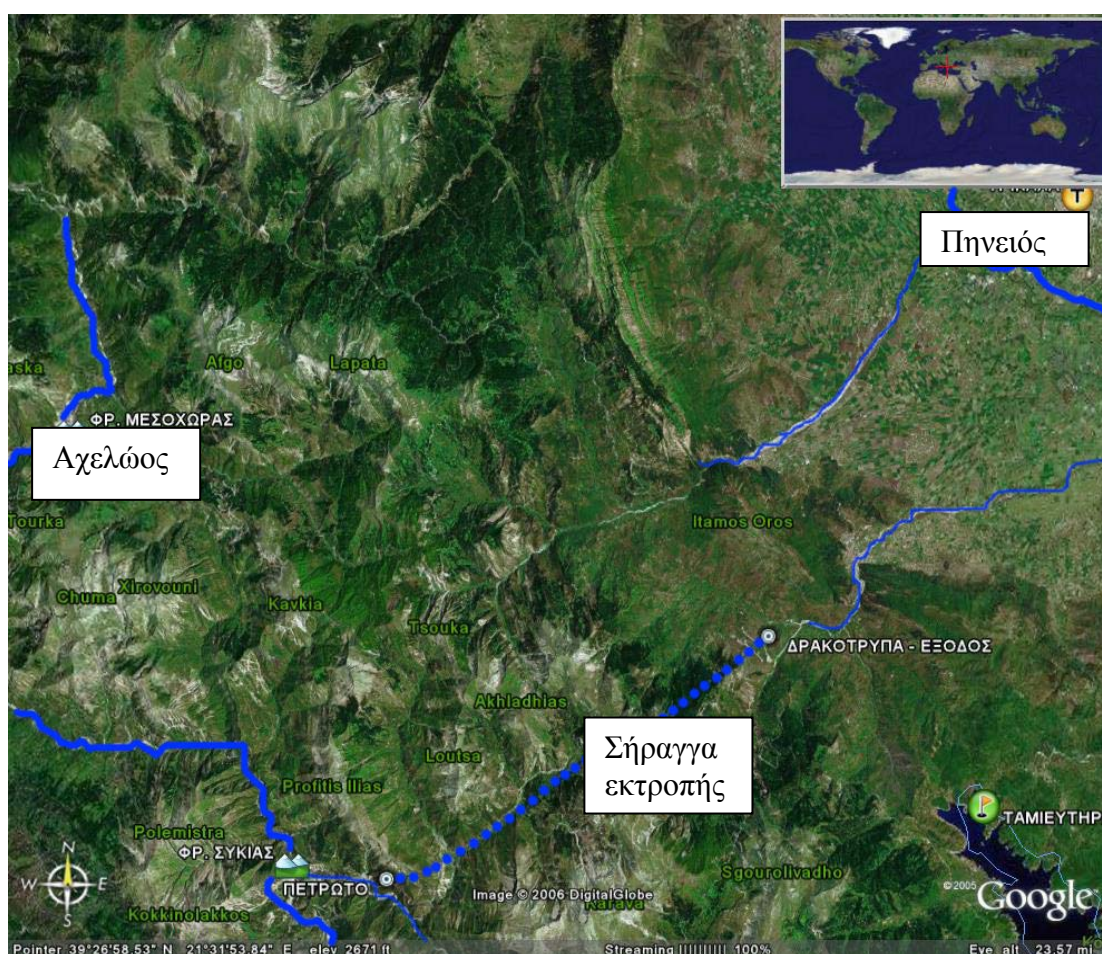 Πηνειός
Afgo
Lapata
ΦΡ. ΜΕΣΟΧΩΡΑΣ
Αχελώος
Tourka
Itamos Oros
Chuma
Xirovouni
Kavkia
Tsouka
ΔΡΑΚΟΤΡΥΠΑ - ΕΞΟΔΟΣ
Akhladhias
Σήραγγα
εκτροπής
Loutsa
Profitis Ilias
ΤΑΜΙΕΥΤΗΡ
Polemistra
ΦΡ. ΣΥΚΙΑΣ
N
W
E
S
ΠΕΤΡΩΤΟ
Sgourolivadho
Image © 2006 DigitalGlobe
Karava
©2005
Google
Kokkinolakkos
Pointer 39°26'58.53" N 21°31'53.84" E elev 2671 ft
Streaming |||||||||| 100%
Eye alt 23.57 mi